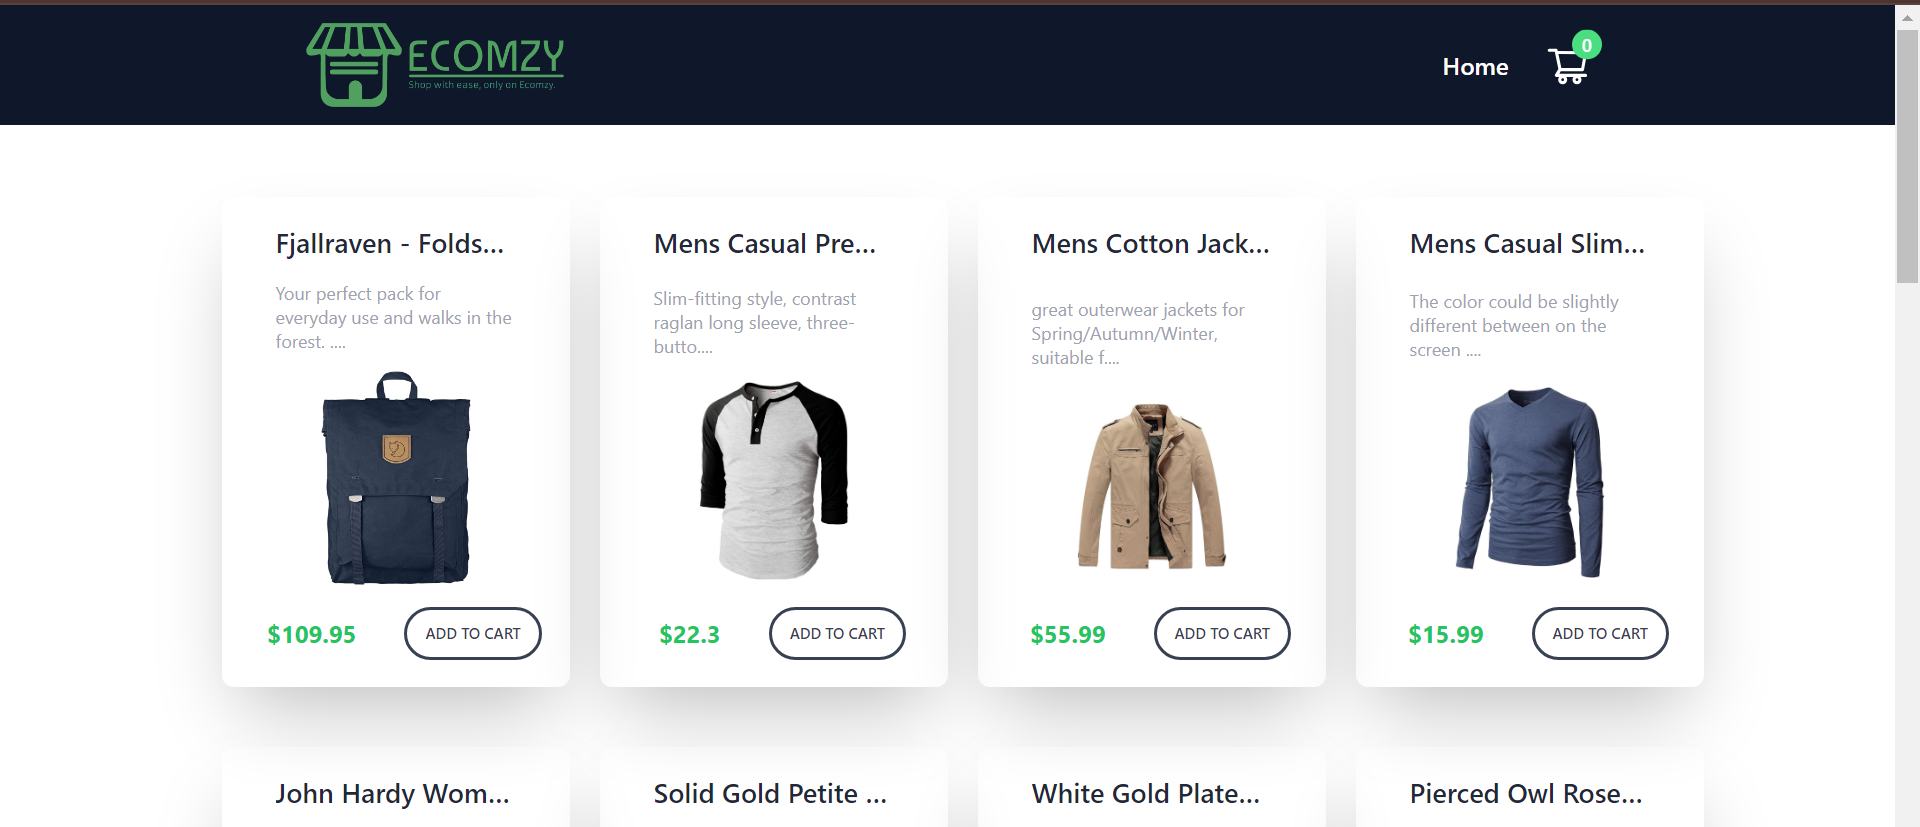 ECOMZY
Shop with ease, only on Ecomzy.
Home
0
Fjallraven - Folds...
Your perfect pack for
everyday use and walks in the
forest. ....
$109.95
ADD TO CART
Mens Casual Pre...
Slim-fitting style, contrast
raglan long sleeve, three-
butto....
$22.3
ADD TO CART
Mens Cotton Jack...
great outerwear jackets for
Spring/Autumn/Winter,
suitable f....
$55.99
ADD TO CART
Mens Casual Slim...
The color could be slightly
different between on the
screen ....
$15.99
ADD TO CART
John Hardy Wom...
Solid Gold Petite ...
White Gold Plate...
Pierced Owl Rose...